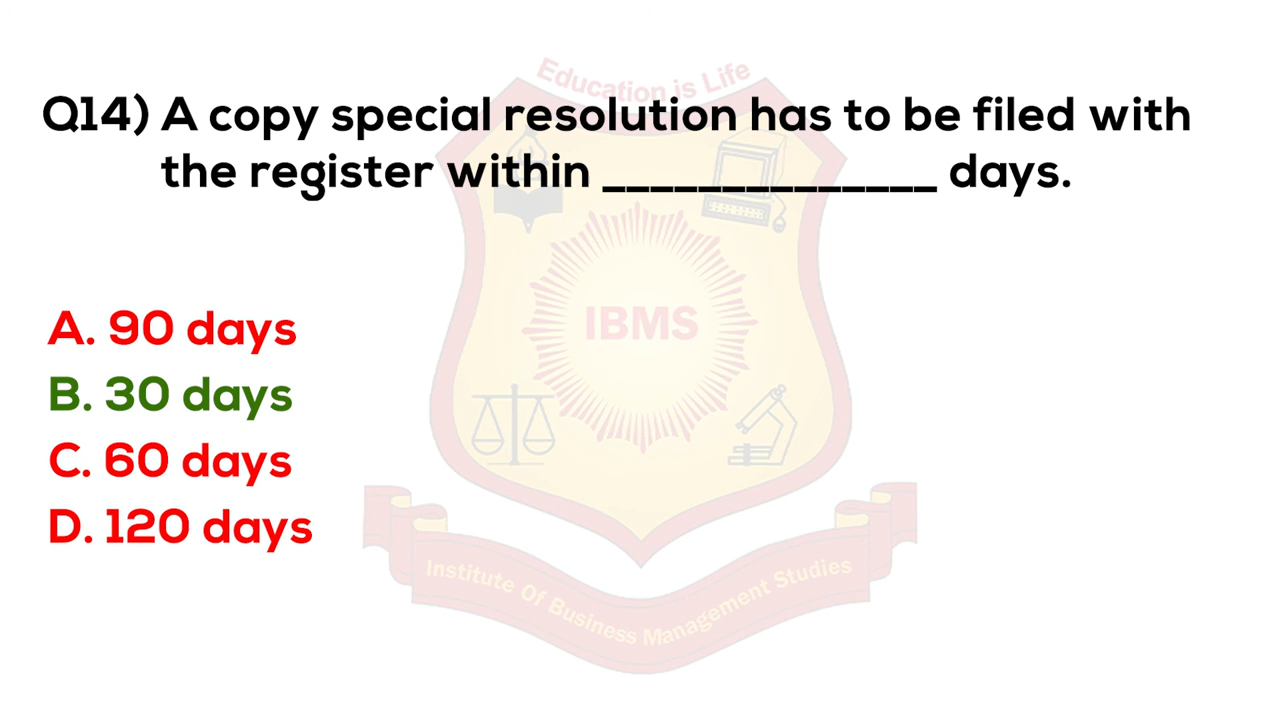 Education is Life
Q14) A copy special resolution has to be filed with
the register within ______________ days.
IBMS
A. 90 days
B. 30 days
C. 60 days
D. 120 days
Institute Of Business Management Studies